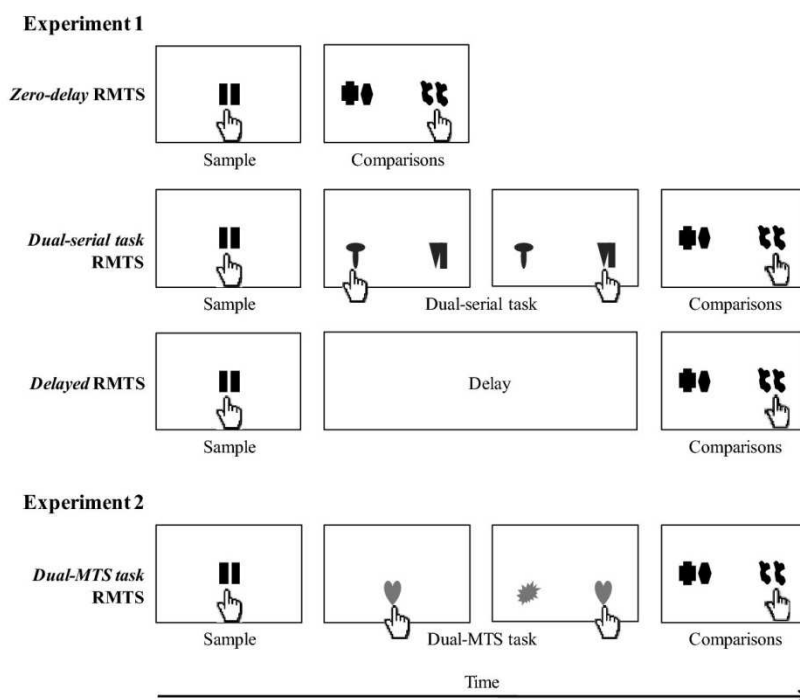 Experiment 1
Zero-delay RMTS
Sample
Comparisons
Dual-serial task
RMTS
Sample
Dual-serial task
Comparisons
Delayed RMTS
Delay
Sample
Comparisons
Experiment 2
Dual-MTS task
RMTS
Sample
Dual-MTS task
Comparisons
Time